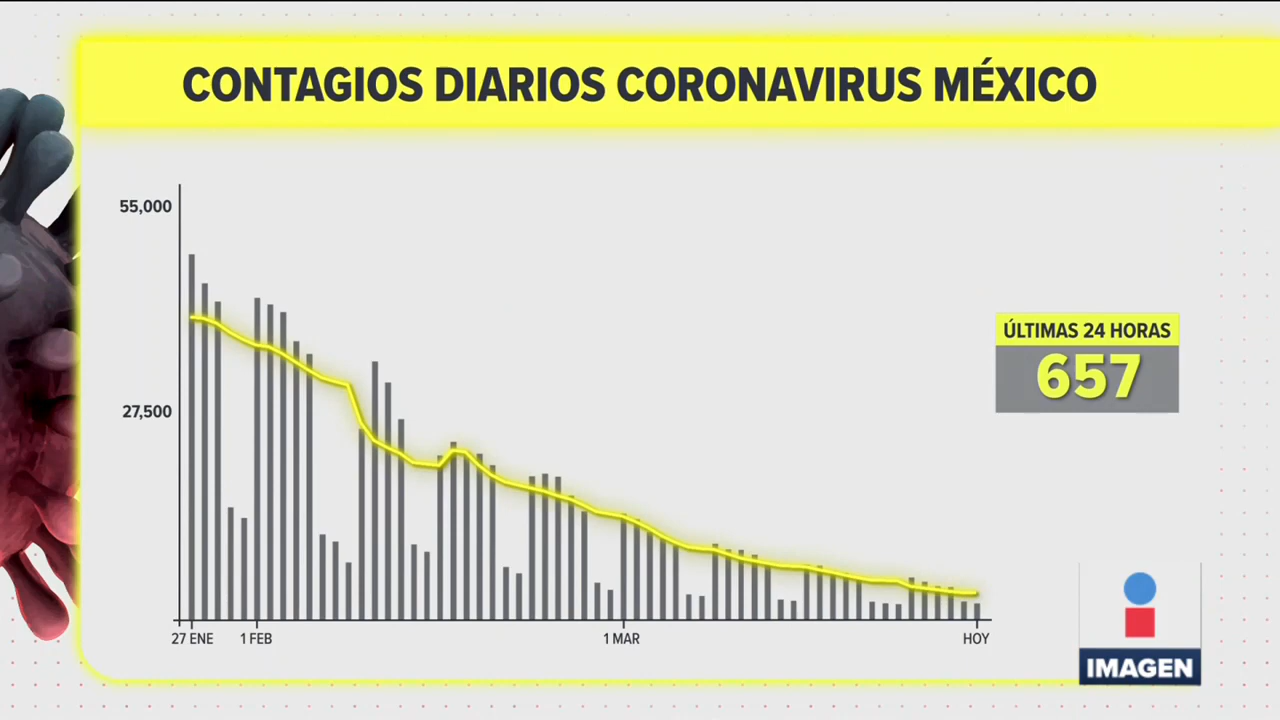 CONTAGIOS DIARIOS CORONAVIRUS MÉXICO
55,000
27,500
27 ENE
1 FEB
1 MAR
HOY
ÚLTIMAS 24 HORAS
657
IMAGEN